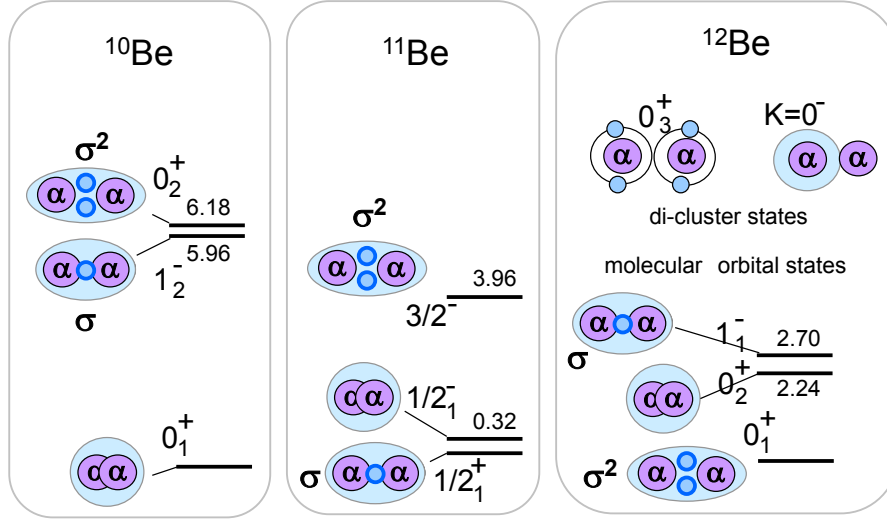 ¹⁰Be
σ²
0⁺₂
α α
6.18
5.96
α α
1⁻₂
σ
0⁺₁
α α
¹¹Be
σ²
α α
3.96
3/2⁻
α α
1/2⁻₁
0.32
σ
α α
1/2⁺₁
¹²Be
0⁺₃
K=0⁻
α α
α α
di-cluster states
molecular orbital states
α α
1⁻₁
2.70
σ
0⁺₂
2.24
α α
0⁺₁
σ²
α α